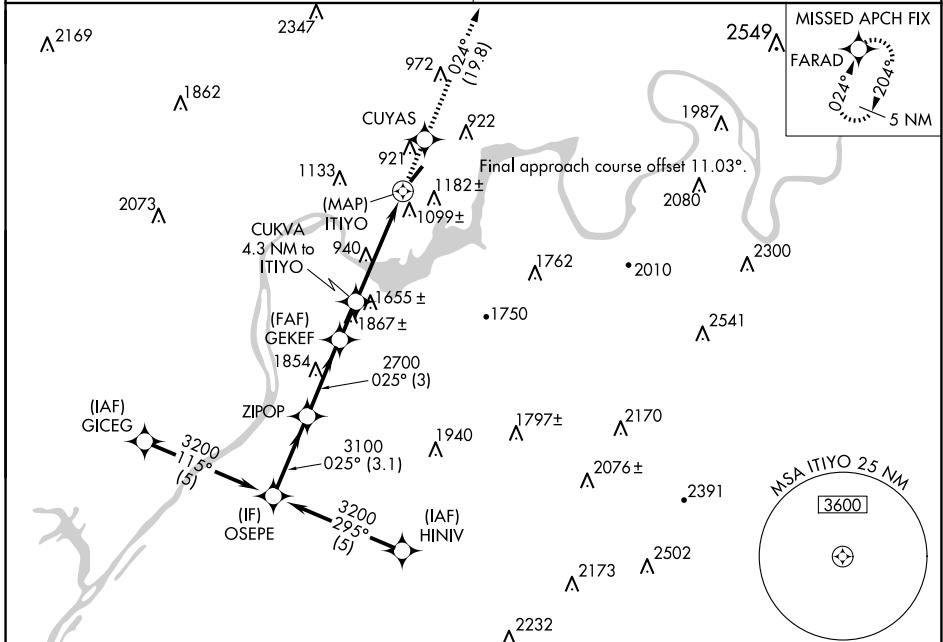 2169
2347
2549
MISSED APCH FIX
FARAD
024°
204°
5 NM
024°
(19.8)
972
1862
CUYAS
922
1987
921
Final approach course offset 11.03°.
1133
1182±
2080
2073
(MAP)
ITIYO
1099±
CUKVA
4.3 NM to
ITIYO
940
1762
2010
2300
1655±
1750
(FAF)
GEKEF
1867±
2541
1854
2700
025° (3)
(IAF)
GICEG
ZIPOP
1797±
2170
3200
115°
(5)
3100
025° (3.1)
1940
2076±
MSA ITIYO 25 NM
3600
2391
(IF)
OSEPE
3200
295°
(5)
(IAF)
HINIV
2502
2173
2232